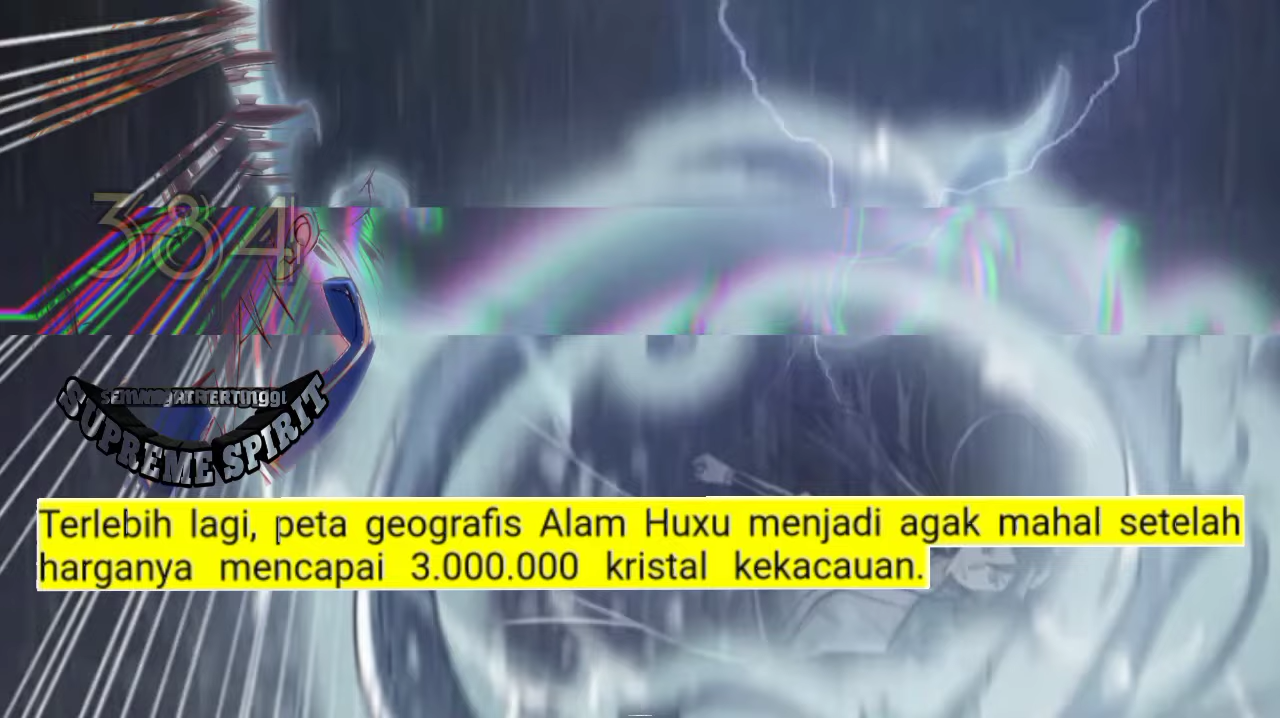 384
SUPREME SPIRIT
Terlebih lagi, peta geografis Alam Huxu menjadi agak mahal setelah
harganya mencapai 3.000.000 kristal kekacauan.